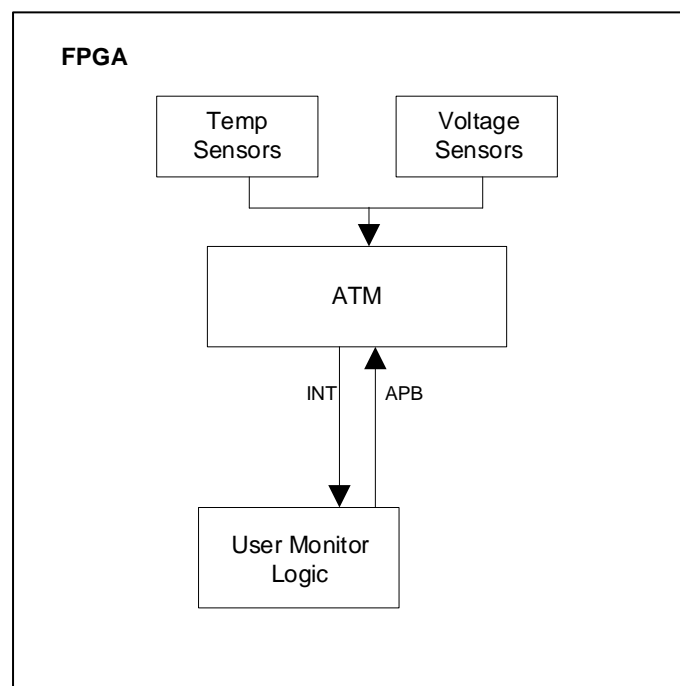 FPGA
Temp
Sensors
Voltage
Sensors
ATM
INT
APB
User Monitor
Logic